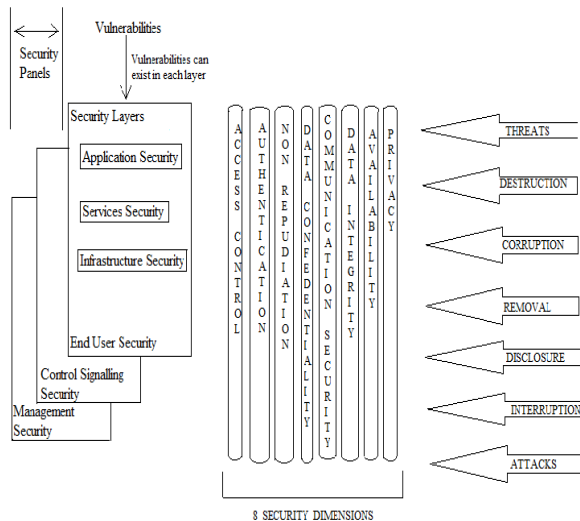 Vulnerabilities
Security
Panels
Vulnerabilities can
exist in each layer
Security Layers
Application Security
Services Security
Infrastructure Security
End User Security
Control Signalling
Security
Management
Security
ACCESS CONTROL
AUTHENTICATION
NON REPUDIATION
DATA CONFEDENTIALITY
COMMUNICATION SECURITY
DATA INTEGRITY
AVAILABILITY
PRIVACY
THREATS
DESTRUCTION
CORRUPTION
REMOVAL
DISCLOSURE
INTERRUPTION
ATTACKS
8 SECURITY DIMENSIONS